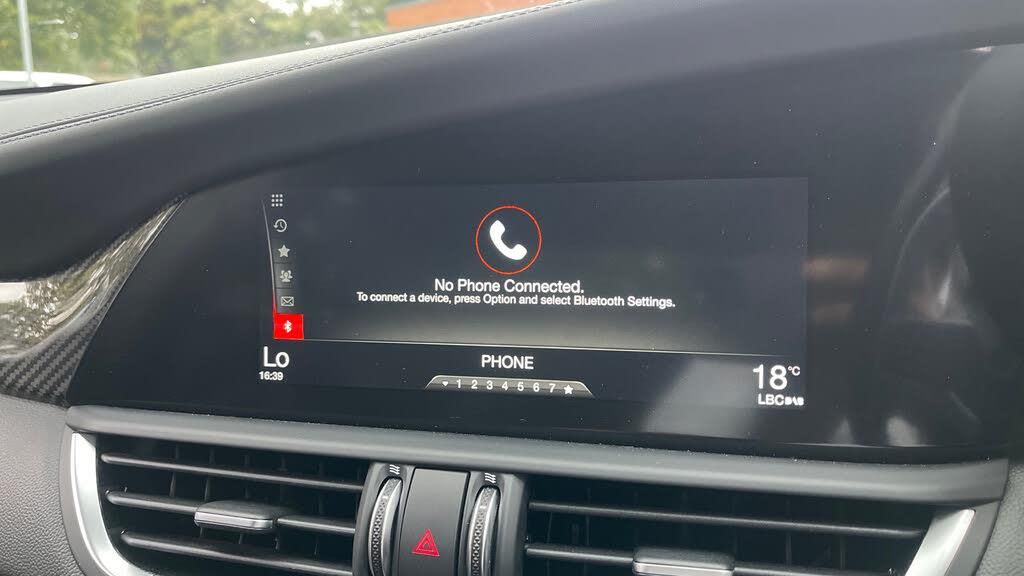 No Phone Connected.
To connect a device, press Option and select Bluetooth Settings.
Lo
16:39
PHONE
1 2 3 4 5 6 7
18°C
LBC DAB